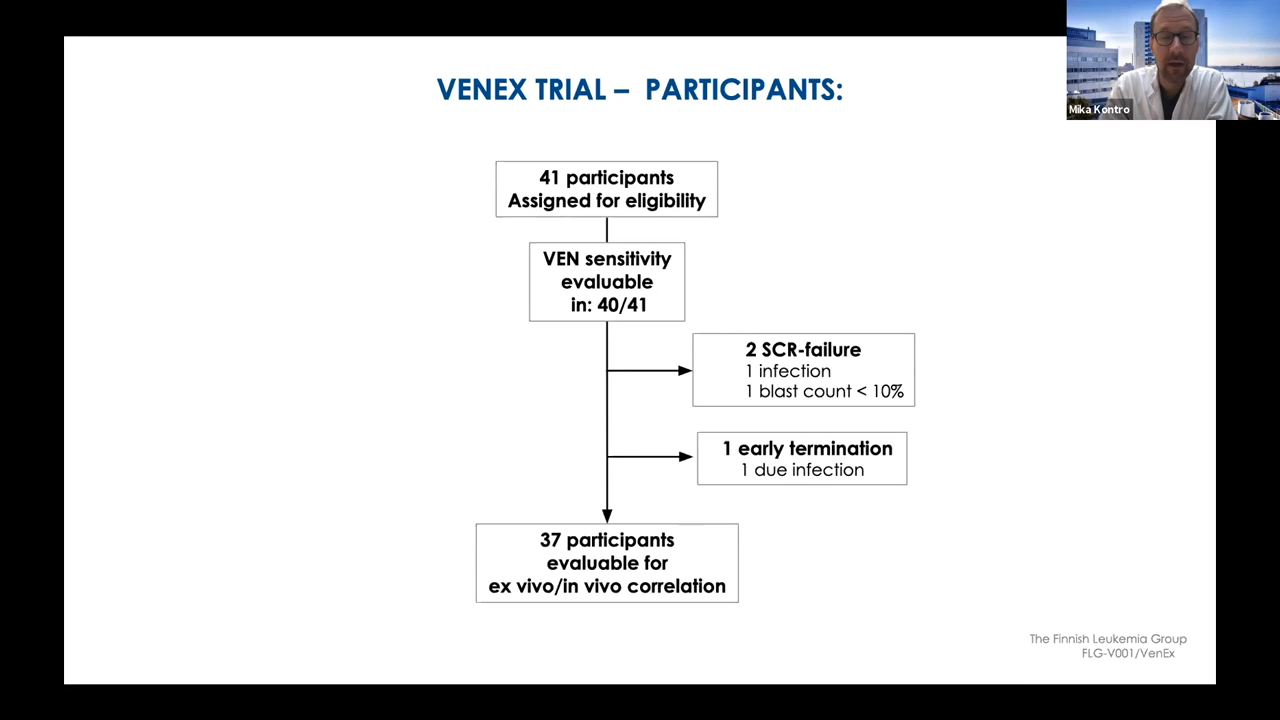 VENEX TRIAL – PARTICIPANTS:
Mika Kontro
41 participants
Assigned for eligibility
VEN sensitivity
evaluable
in: 40/41
2 SCR-failure
1 infection
1 blast count < 10%
1 early termination
1 due infection
37 participants
evaluable for
ex vivo/in vivo correlation
The Finnish Leukemia Group
FLG-V001/VenEx